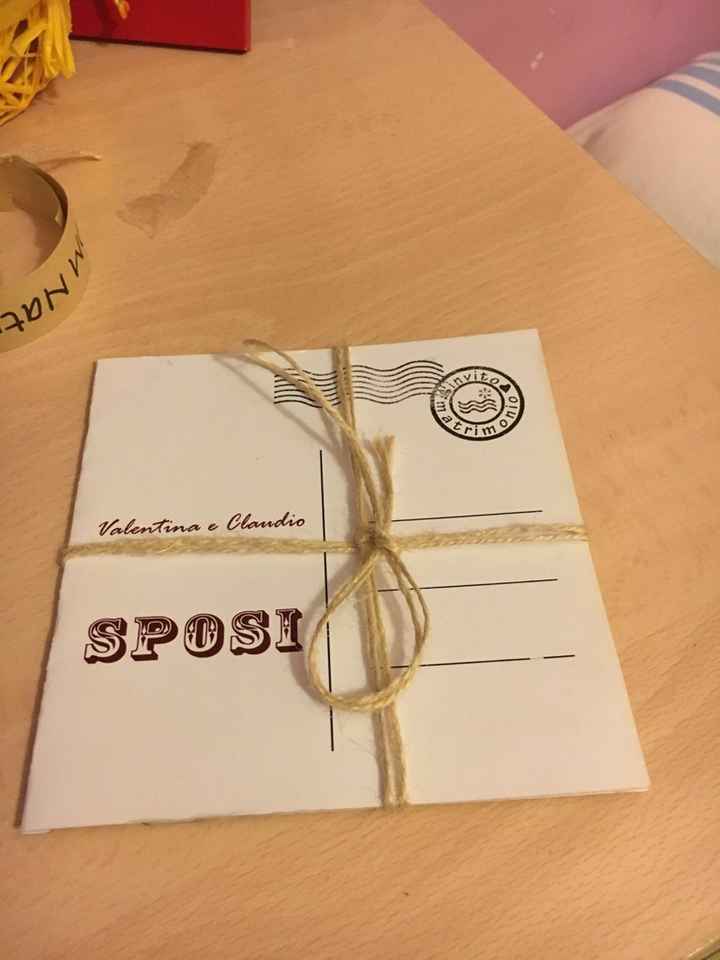 invito
matrimonio
Valentina e Claudio
SPOSI